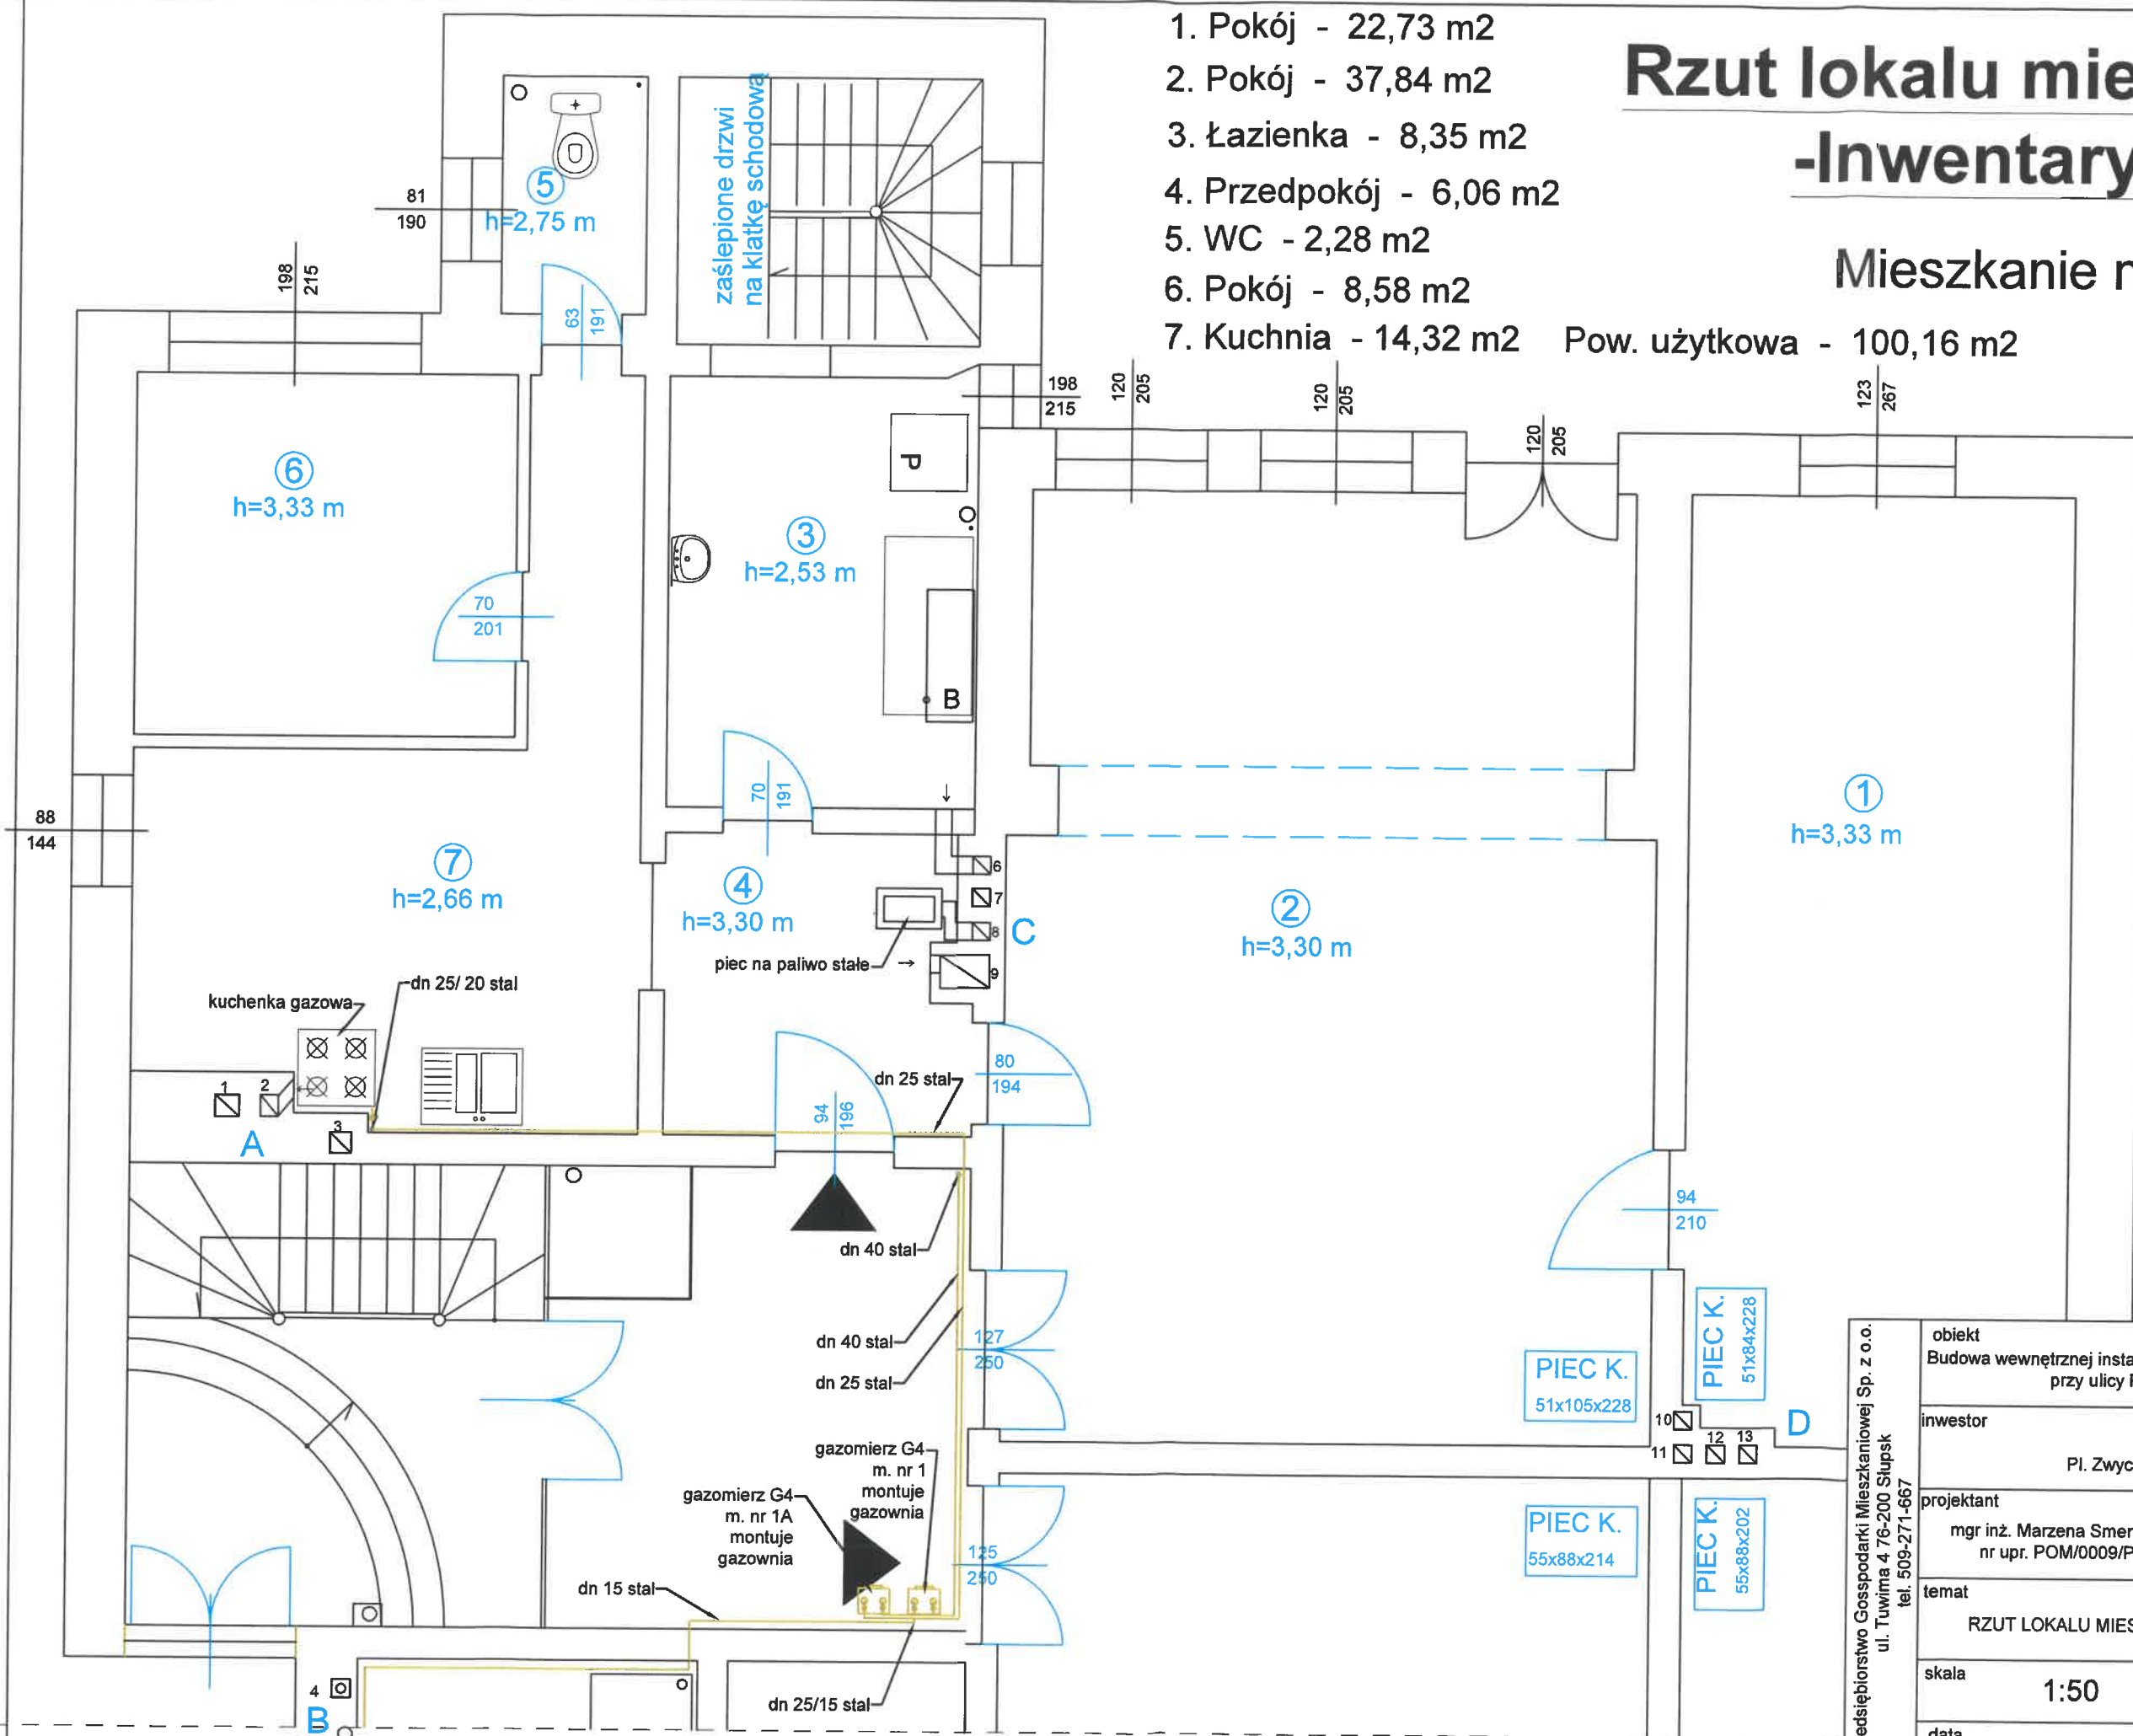 1. Pokój - 22,73 m2
2. Pokój - 37,84 m2
3. Łazienka - 8,35 m2
4. Przedpokój - 6,06 m2
5. WC - 2,28 m2
6. Pokój - 8,58 m2
7. Kuchnia - 14,32 m2 Pow. użytkowa - 100,16 m2
Rzut lokalu mie
-Inwentary
Mieszkanie n
zaślepione drzwi
na klatkę schodową
5
h=2,75 m
81
190
198
215
63
191
198
215
120
205
120
205
120
205
123
267
6
h=3,33 m
70
201
P
3
h=2,53 m
B
70
191
88
144
7
h=2,66 m
4
h=3,30 m
6
7
8
9
C
piec na paliwo stałe
2
h=3,30 m
1
h=3,33 m
kuchenka gazowa
dn 25/ 20 stal
1
2
3
A
dn 25 stal
80
194
94
196
dn 40 stal
94
210
dn 40 stal
dn 25 stal
127
250
PIEC K.
51x105x228
PIEC K.
51x84x228
10
11
12
13
D
gazomierz G4
m. nr 1
montuje
gazownia
gazomierz G4
m. nr 1A
montuje
gazownia
125
250
PIEC K.
55x88x214
PIEC K.
55x88x202
dn 15 stal
dn 25/15 stal
4
B
edsiębiorstwo Gosspodarki Mieszkaniowej Sp. z o.o.
ul. Tuwima 4 76-200 Słupsk
tel. 509-271-667
obiekt
Budowa wewnętrznej insta
przy ulicy
inwestor
Pl. Zwyc
projektant
mgr inż. Marzena Smer
nr upr. POM/0009/P
temat
RZUT LOKALU MIES
skala
1:50
data